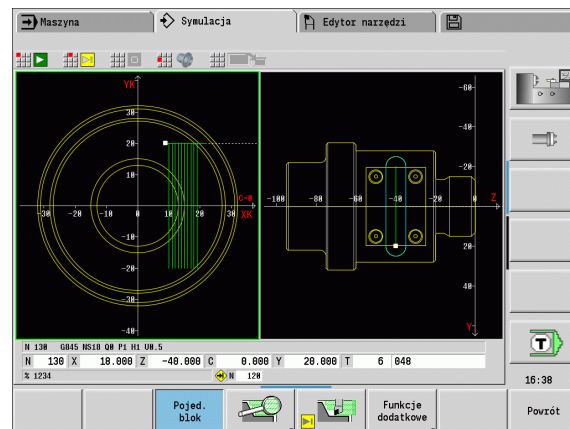 Maszyna
Symulacja
Edytor narzędzi
YK
30
20
10
-30 -20 -10 0 10 20 30
C=0
XK
-10
-20
-30
-40
-60
-40
-20
-100 -80 -60 -40 -20 0
Z
20
40
Y
N 130 G845 NS18 Q0 P1 H1 U0.5
N 130 X 18.000 Z -40.000 C 0.000 Y 20.000 T 6 048
% 1234
N 120
T
16:38
Pojed.
blok
Funkcje
dodatkowe
Powrót